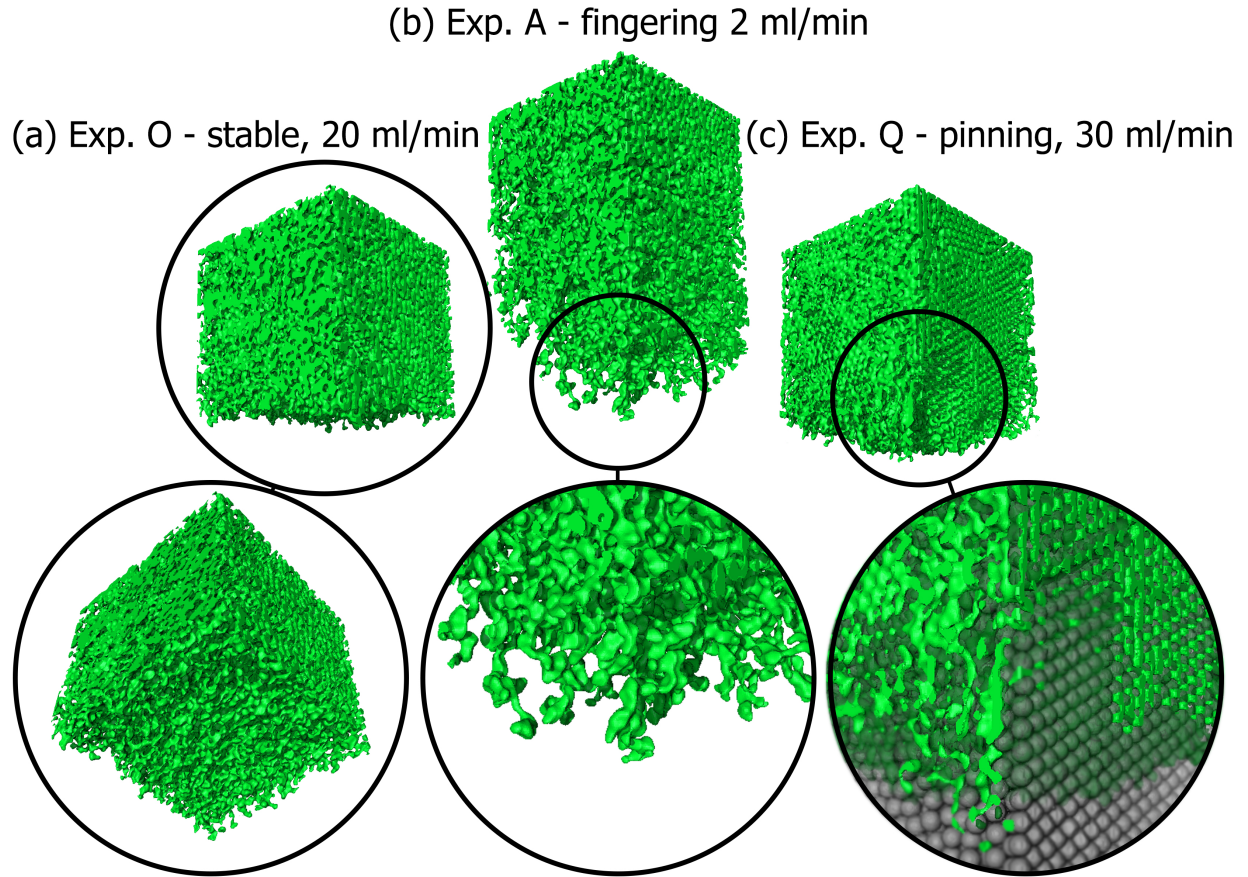 (b) Exp. A - fingering 2 ml/min
(a) Exp. O - stable, 20 ml/min
(c) Exp. Q - pinning, 30 ml/min